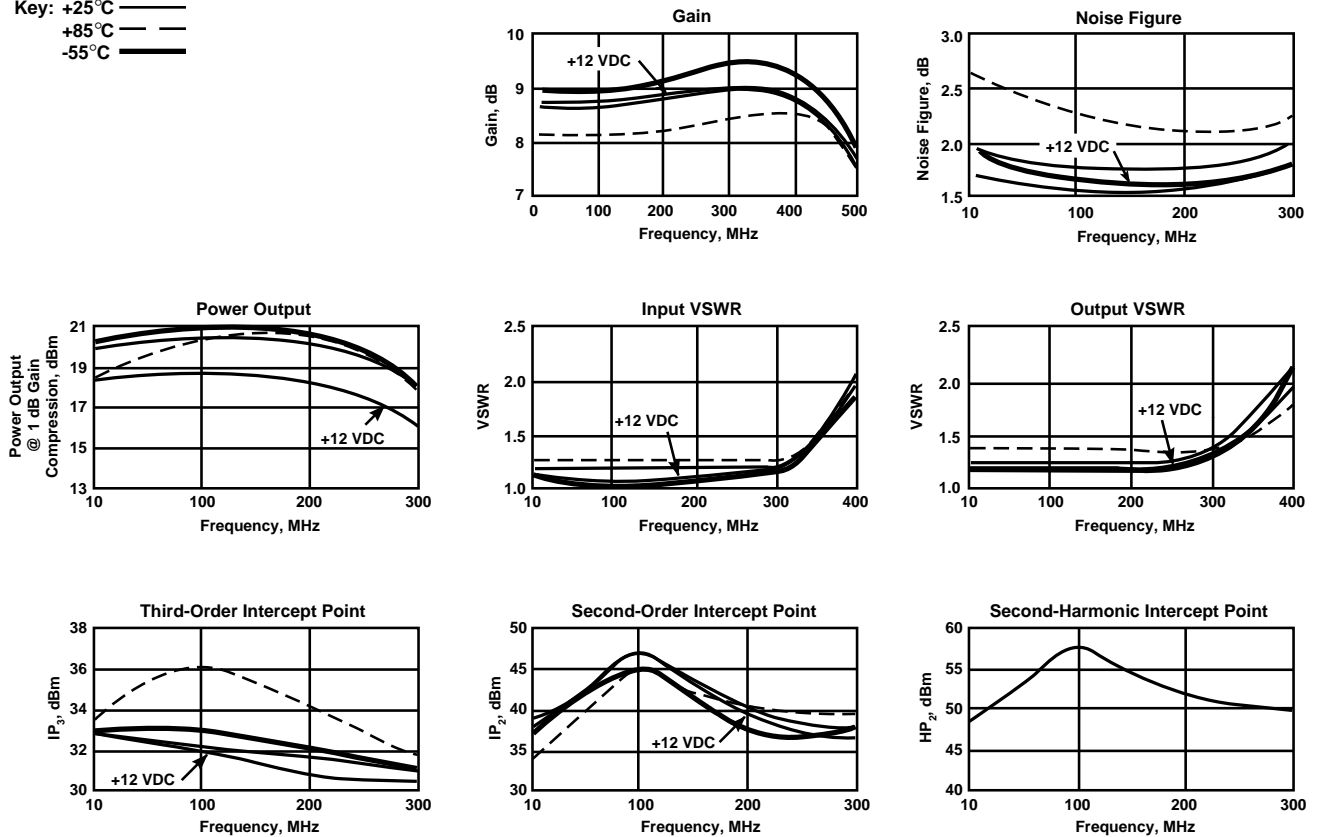 Key: +25°C
+85°C
-55°C
Gain
10
9
8
7
Gain, dB
+12 VDC
0 100 200 300 400 500
Frequency, MHz
Noise Figure
3.0
2.5
2.0
1.5
Noise Figure, dB
+12 VDC
10 100 200 300
Frequency, MHz
Power Output
21
19
17
15
13
Power Output
@ 1 dB Gain
Compression, dBm
+12 VDC
10 100 200 300
Frequency, MHz
Input VSWR
2.5
2.0
1.5
1.0
VSWR
+12 VDC
10 100 200 300 400
Frequency, MHz
Output VSWR
2.5
2.0
1.5
1.0
VSWR
+12 VDC
10 100 200 300 400
Frequency, MHz
Third-Order Intercept Point
38
36
34
32
30
IP3, dBm
+12 VDC
10 100 200 300
Frequency, MHz
Second-Order Intercept Point
50
45
40
35
30
IP2, dBm
+12 VDC
10 100 200 300
Frequency, MHz
Second-Harmonic Intercept Point
60
55
50
45
40
HP2, dBm
10 100 200 300
Frequency, MHz